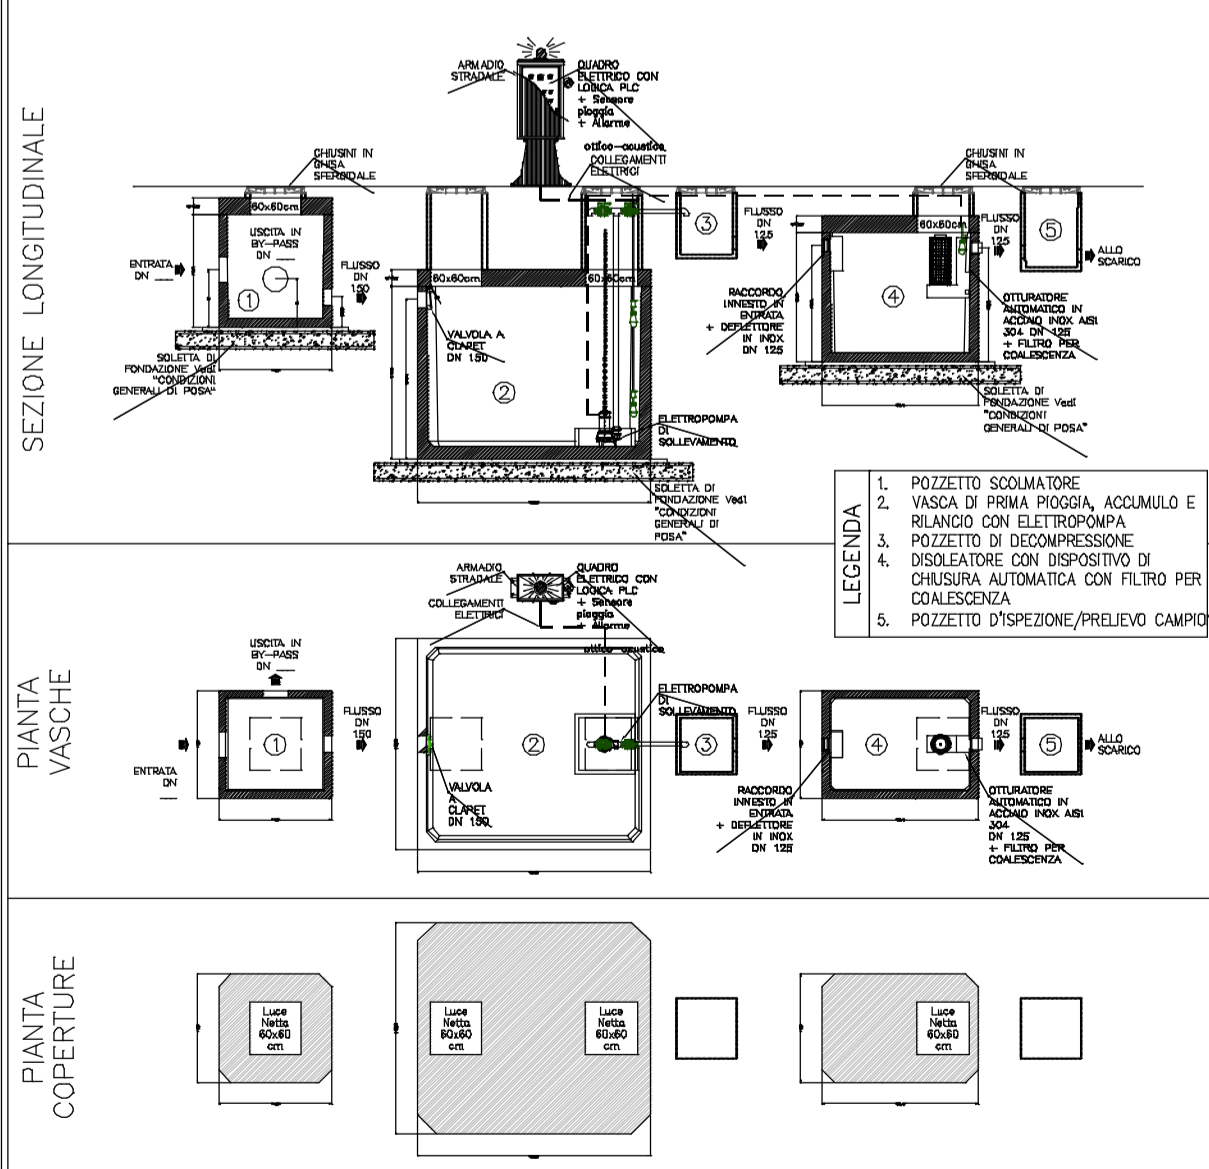 SEZIONE LONGITUDINALE
ARMADIO
STRADALE
QUADRO
ELETTRICO CON
LOGICA PLC
+ Sensore
pioggia
+ Allarme
ottico-acustico
COLLEGAMENTI
ELETTRICI
CHIUSINI IN
GHISA
SFEROIDALE
60x60cm
USCITA IN
BY-PASS
DN __
ENTRATA
DN __
1
FLUSSO
DN
150
SOLETTA DI
FONDAZIONE Vedi
"CONDIZIONI
GENERALI DI POSA"
60x60cm
60x60cm
VALVOLA A
CLAPET
DN 150
2
ELETTROPOMPA
DI
SOLLEVAMENTO
SOLETTA DI
FONDAZIONE Vedi
"CONDIZIONI
GENERALI DI
POSA"
3
FLUSSO
DN
125
CHIUSINI IN
GHISA
SFEROIDALE
60x60cm
FLUSSO
DN
125
4
5
ALLO
SCARICO
RACCORDO
INNESTO IN
ENTRATA
+ DEFLETTORE
IN INOX
DN 125
OTTURATORE
AUTOMATICO IN
ACCIAIO INOX AISI
304 DN 125
+ FILTRO PER
COALESCENZA
SOLETTA DI
FONDAZIONE Vedi
"CONDIZIONI
GENERALI DI POSA"
LEGENDA
1. POZZETTO SCOLMATORE
2. VASCA DI PRIMA PIOGGIA, ACCUMULO E
RILANCIO CON ELETTROPOMPA
3. POZZETTO DI DECOMPRESSIONE
4. DISOLEATORE CON DISPOSITIVO DI
CHIUSURA AUTOMATICA CON FILTRO PER
COALESCENZA
5. POZZETTO D'ISPEZIONE/PRELIEVO CAMPIO
PIANTA
VASCHE
ARMADIO
STRADALE
QUADRO
ELETTRICO CON
LOGICA PLC
+ Sensore
pioggia
+ Allarme
ottico-acustico
COLLEGAMENTI
ELETTRICI
USCITA IN
BY-PASS
DN __
ENTRATA
DN
__
1
FLUSSO
DN
150
VALVOLA
A
CLAPET
DN 150
2
ELETTROPOMPA
DI
SOLLEVAMENTO
3
FLUSSO
DN
125
RACCORDO
INNESTO IN
ENTRATA
+ DEFLETTORE
IN INOX
DN 125
4
FLUSSO
DN
125
5
ALLO
SCARICO
OTTURATORE
AUTOMATICO IN
ACCIAIO INOX AISI
304
DN 125
+ FILTRO PER
COALESCENZA
PIANTA
COPERTURE
Luce
Netta
60x60
cm
Luce
Netta
60x60
cm
Luce
Netta
60x60
cm
Luce
Netta
60x60
cm